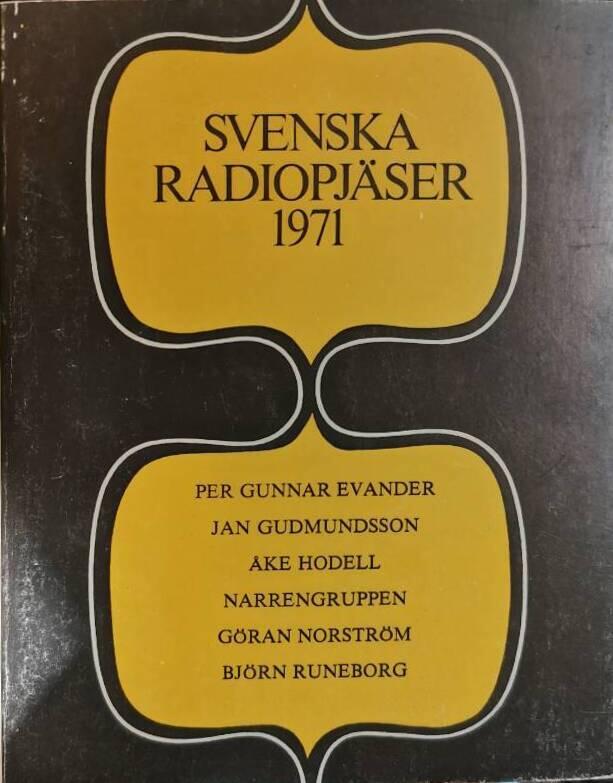 SVENSKA
RADIOPJÄSER
1971
PER GUNNAR EVANDER
JAN GUDMUNDSSON
ÅKE HODELL
NARRENGRUPPEN
GÖRAN NORSTRÖM
BJÖRN RUNEBORG